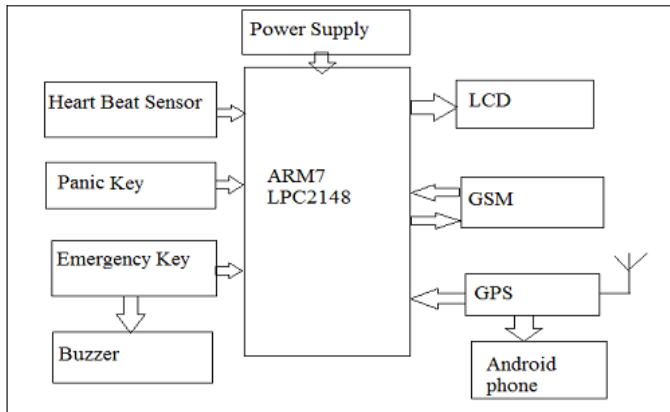 Power Supply
Heart Beat Sensor
LCD
Panic Key
ARM7
LPC2148
GSM
Emergency Key
GPS
Buzzer
Android
phone